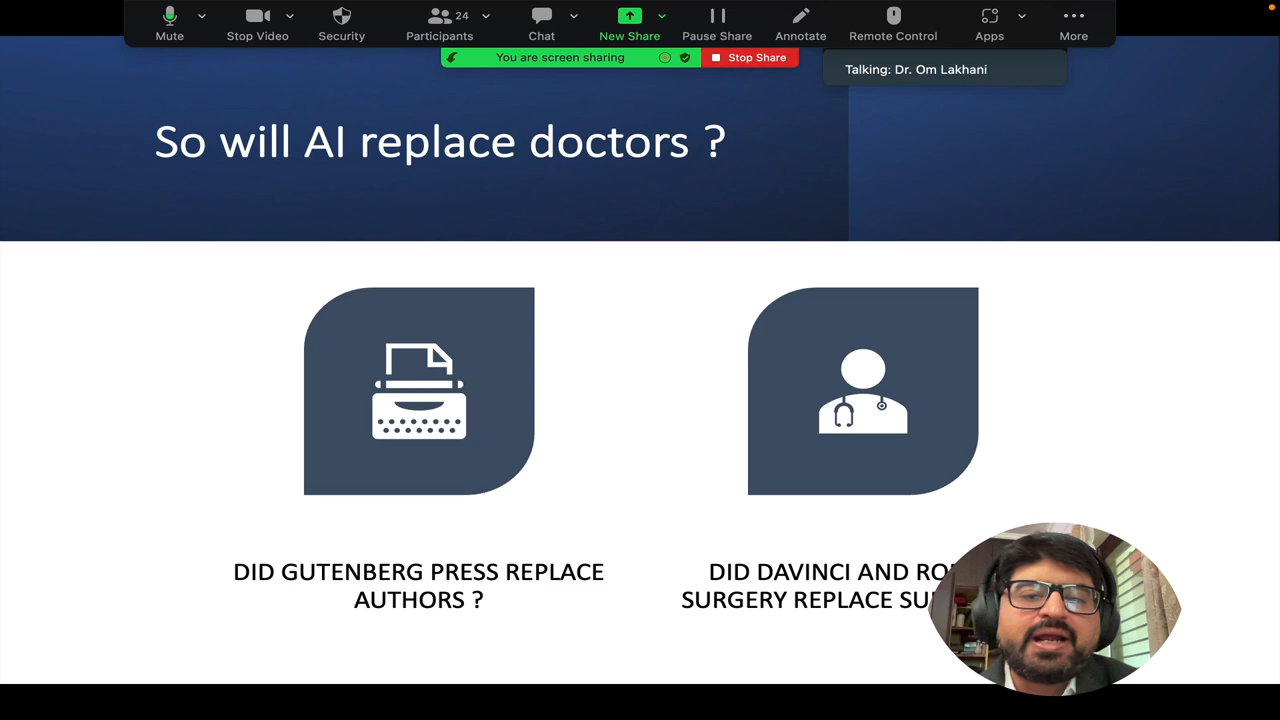 Mute
Stop Video
Security
24
Participants
Chat
New Share
Pause Share
Annotate
Remote Control
Apps
More
You are screen sharing
Stop Share
Talking: Dr. Om Lakhani
So will AI replace doctors ?
DID GUTENBERG PRESS REPLACE
AUTHORS ?
DID DAVINCI AND
SURGERY REPLACE